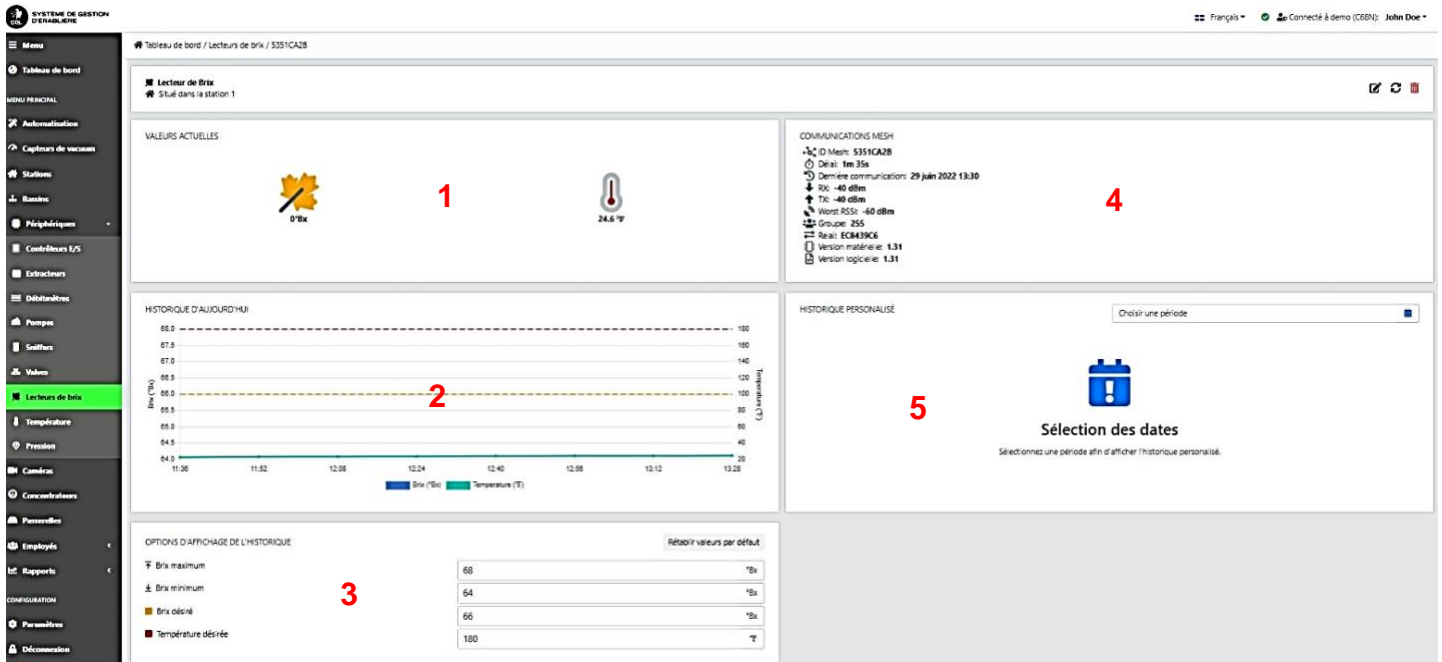 CDL
SYSTEME DE GESTION
D'ERABLIERE
Français
Connecté à demo (C68N): John Doe
Menu
Tableau de bord
MENU PRINCIPAL
Automatisation
Capteurs de vacuum
Stations
Bassins
Périphériques
Contrôleurs E/S
Extracteurs
Débitmètres
Pompes
Sniffers
Valves
Lecteurs de brix
Température
Pression
Caméras
Concentrateurs
Passerelles
Employés
Rapports
CONFIGURATION
Paramètres
Déconnexion
Tableau de bord / Lecteurs de brix / 5351CA2B
Lecteur de Brix
Situé dans la station 1
VALEURS ACTUELLES
0°Bx
1
24.6 °F
COMMUNICATIONS MESH
ID Mesh: 5351CA2B
Délai: 1m 35s
Dernière communication: 29 juin 2022 13:30
RX: -40 dBm
TX: -40 dBm
Worst RSSI: -60 dBm
Groupe: 255
Real: EC8439C6
Version matérielle: 1.31
Version logicielle: 1.31
4
HISTORIQUE D'AUJOURD'HUI
Brix (°Bx)
68.0
67.5
67.0
66.5
66.0
65.5
65.0
64.5
64.0
2
180
160
140
120
100
80
60
40
20
Temperature (°F)
11:36
11:52
12:08
12:24
12:40
12:56
13:12
13:28
Brix (°Bx)
Temperature (°F)
HISTORIQUE PERSONALISÉ
Choisir une période
5
Sélection des dates
Sélectionnez une période afin d'afficher l'historique personalisé.
OPTIONS D'AFFICHAGE DE L'HISTORIQUE
Rétablir valeurs par défaut
3
Brix maximum
68 °Bx
Brix minimum
64 °Bx
Brix désiré
66 °Bx
Température désirée
180 °F